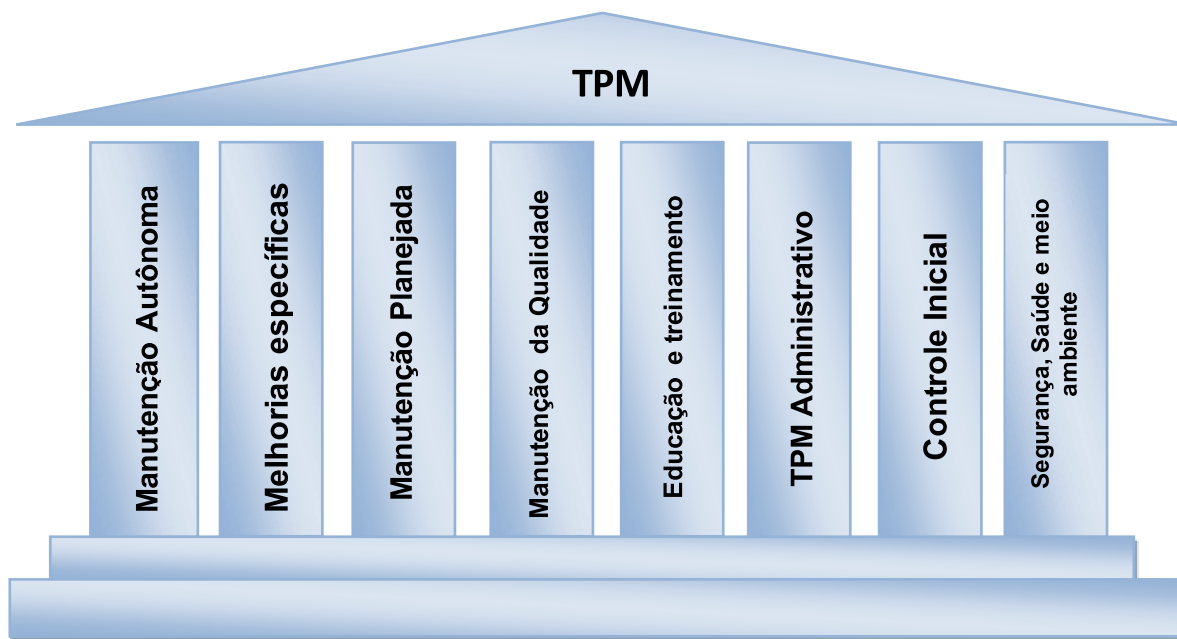 TPM
Manutenção Autônoma
Melhorias específicas
Manutenção Planejada
Manutenção da Qualidade
Educação e treinamento
TPM Administrativo
Controle Inicial
Segurança, Saúde e meio
ambiente